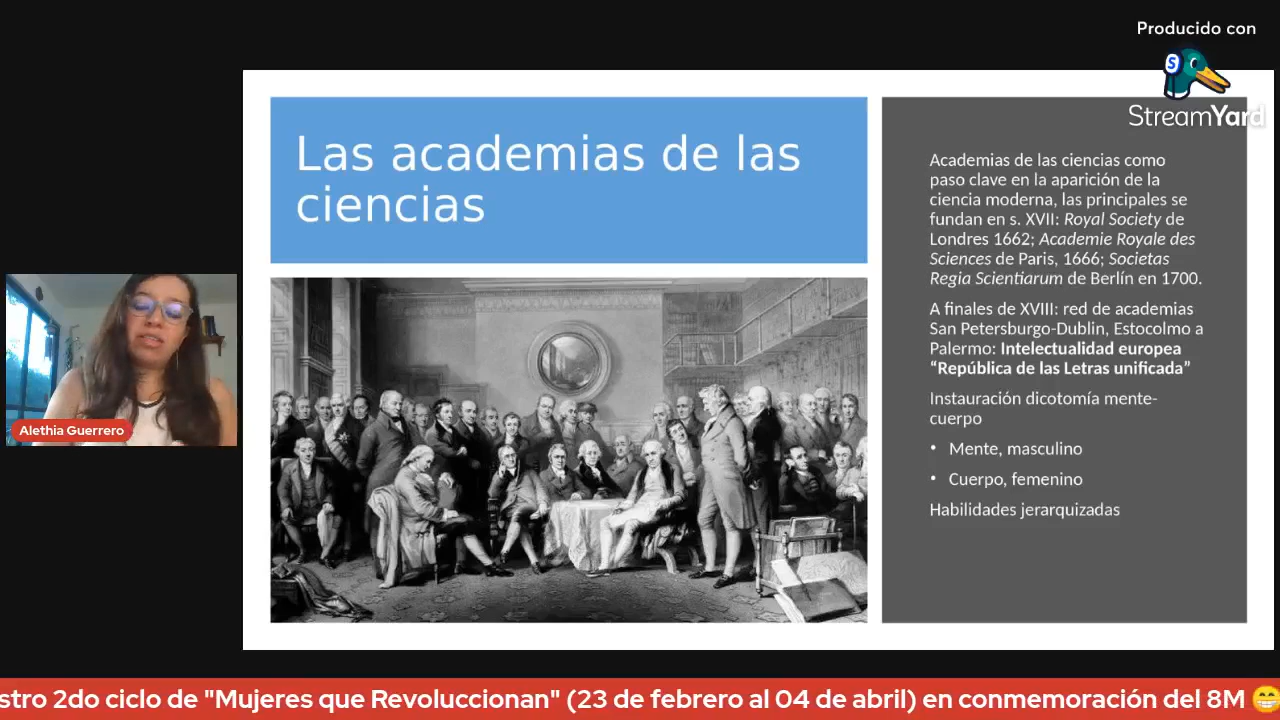 Producido con
StreamYard
Las academias de las
ciencias
Academias de las ciencias como
paso clave en la aparición de la
ciencia moderna, las principales se
fundan en s. XVII: Royal Society de
Londres 1662; Academie Royale des
Sciences de Paris, 1666; Societas
Regia Scientiarum de Berlín en 1700.
A finales de XVIII: red de academias
San Petersburgo-Dublin, Estocolmo a
Palermo: Intelectualidad europea
“República de las Letras unificada”
Instauración dicotomía mente-
cuerpo
• Mente, masculino
• Cuerpo, femenino
Habilidades jerarquizadas
Alethia Guerrero
stro 2do ciclo de "Mujeres que Revoluccionan" (23 de febrero al 04 de abril) en conmemoración del 8M 😁